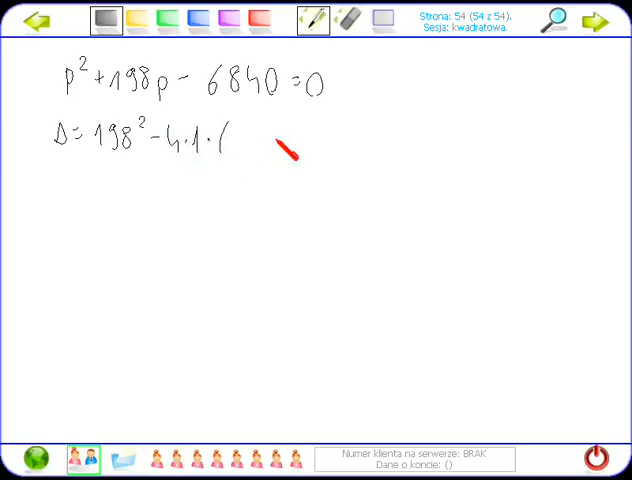 Strona: 54 (54 z 54).
Sesja: kwadratowa.
p² + 198p - 6840 = 0
Δ = 198² - 4·1·(
Numer klienta na serwerze: BRAK
Dane o koncie: ()